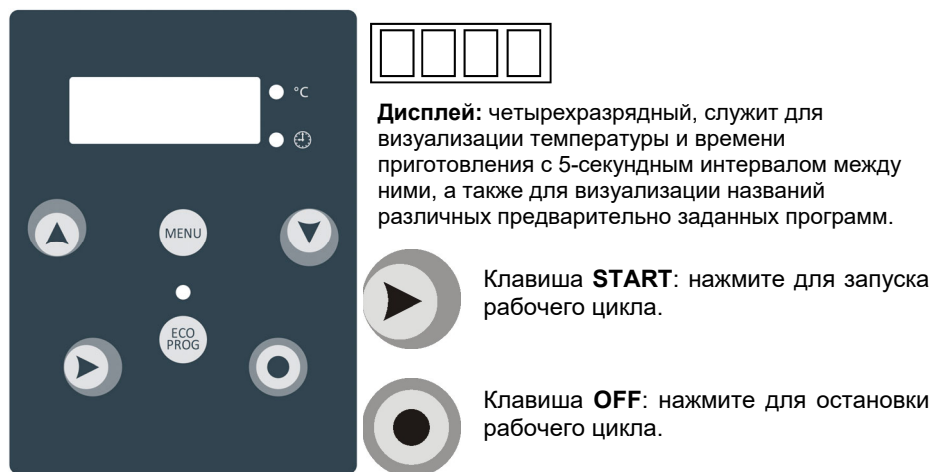 °C
MENU
ECO
PROG
Дисплей: четырехразрядный, служит для
визуализации температуры и времени
приготовления с 5-секундным интервалом между
ними, а также для визуализации названий
различных предварительно заданных программ.
Клавиша START: нажмите для запуска
рабочего цикла.
Клавиша OFF: нажмите для остановки
рабочего цикла.